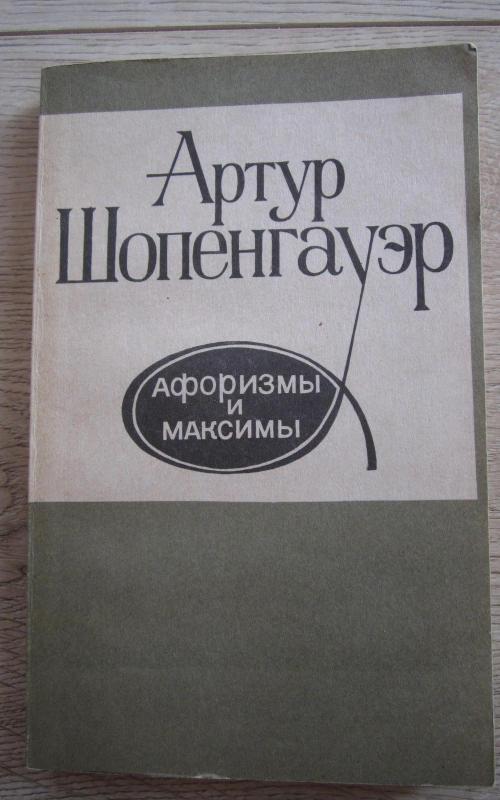 Артур
Шопенгауэр
Афоризмы
и
максимы